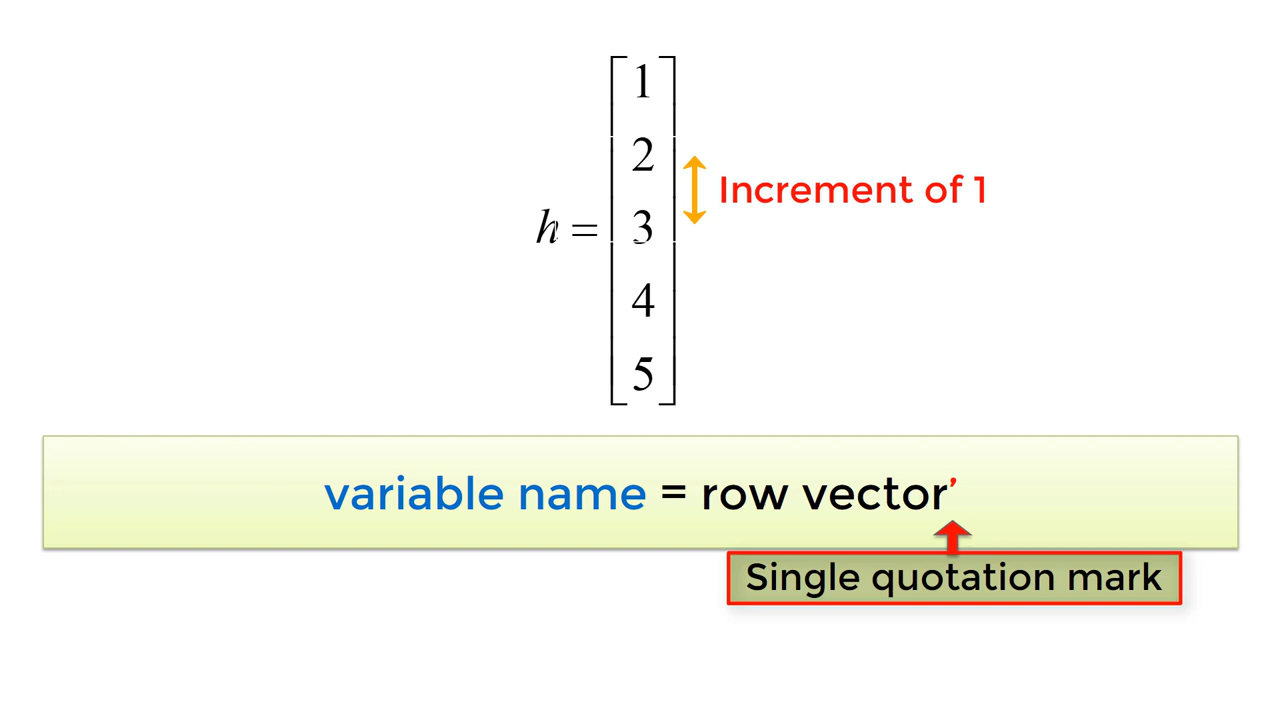 1
2
Increment of 1
h = 3
4
5
variable name = row vector’
Single quotation mark